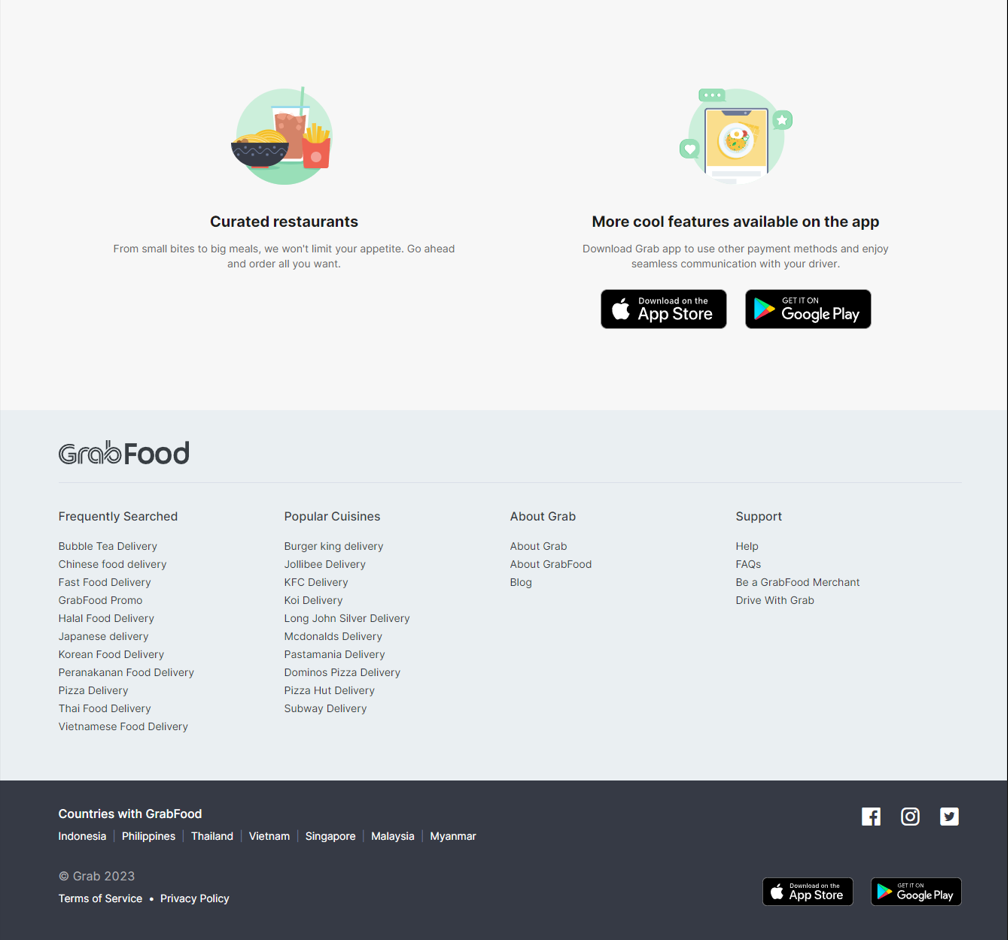 Curated restaurants
From small bites to big meals, we won't limit your appetite. Go ahead
and order all you want.
More cool features available on the app
Download Grab app to use other payment methods and enjoy
seamless communication with your driver.
Download on the
App Store
GET IT ON
Google Play
GrabFood
Frequently Searched
Bubble Tea Delivery
Chinese food delivery
Fast Food Delivery
GrabFood Promo
Halal Food Delivery
Japanese delivery
Korean Food Delivery
Peranakanan Food Delivery
Pizza Delivery
Thai Food Delivery
Vietnamese Food Delivery
Popular Cuisines
Burger king delivery
Jollibee Delivery
KFC Delivery
Koi Delivery
Long John Silver Delivery
Mcdonalds Delivery
Pastamania Delivery
Dominos Pizza Delivery
Pizza Hut Delivery
Subway Delivery
About Grab
About Grab
About GrabFood
Blog
Support
Help
FAQs
Be a GrabFood Merchant
Drive With Grab
Countries with GrabFood
Indonesia | Philippines | Thailand | Vietnam | Singapore | Malaysia | Myanmar
© Grab 2023
Terms of Service • Privacy Policy
Download on the
App Store
GET IT ON
Google Play